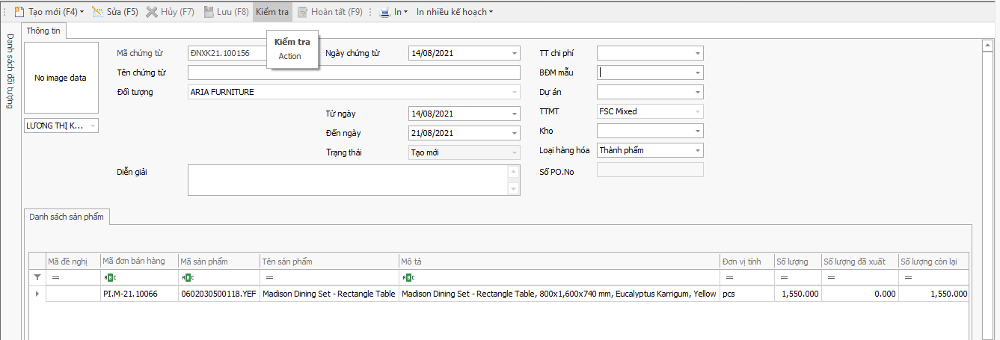 Tạo mới (F4) Sửa (F5) Hủy (F7) Lưu (F8) Kiểm tra Hoàn tất (F9) In In nhiều kế hoạch
Danh sách đối tượng
Thông tin
Kiểm tra
Action
No image data
LƯƠNG THỊ K...
Mã chứng từ ĐNXK21.100156 Ngày chứng từ 14/08/2021 TT chi phí
Tên chứng từ BĐM mẫu
Đối tượng ARIA FURNITURE Dự án
Từ ngày 14/08/2021 TTMT FSC Mixed
Đến ngày 21/08/2021 Kho
Trạng thái Tạo mới Loại hàng hóa Thành phẩm
Diễn giải Số PO.No
Danh sách sản phẩm
Mã đề nghị Mã đơn bán hàng Mã sản phẩm Tên sản phẩm Mô tả Đơn vị tính Số lượng Số lượng đã xuất Số lượng còn lại
= ABC ABC = ABC = = = =
PI.M-21.10066 0602030500118.YEF Madison Dining Set - Rectangle Table Madison Dining Set - Rectangle Table, 800x1,600x740 mm, Eucalyptus Karrigum, Yellow pcs 1,550.000 0.000 1,550.000